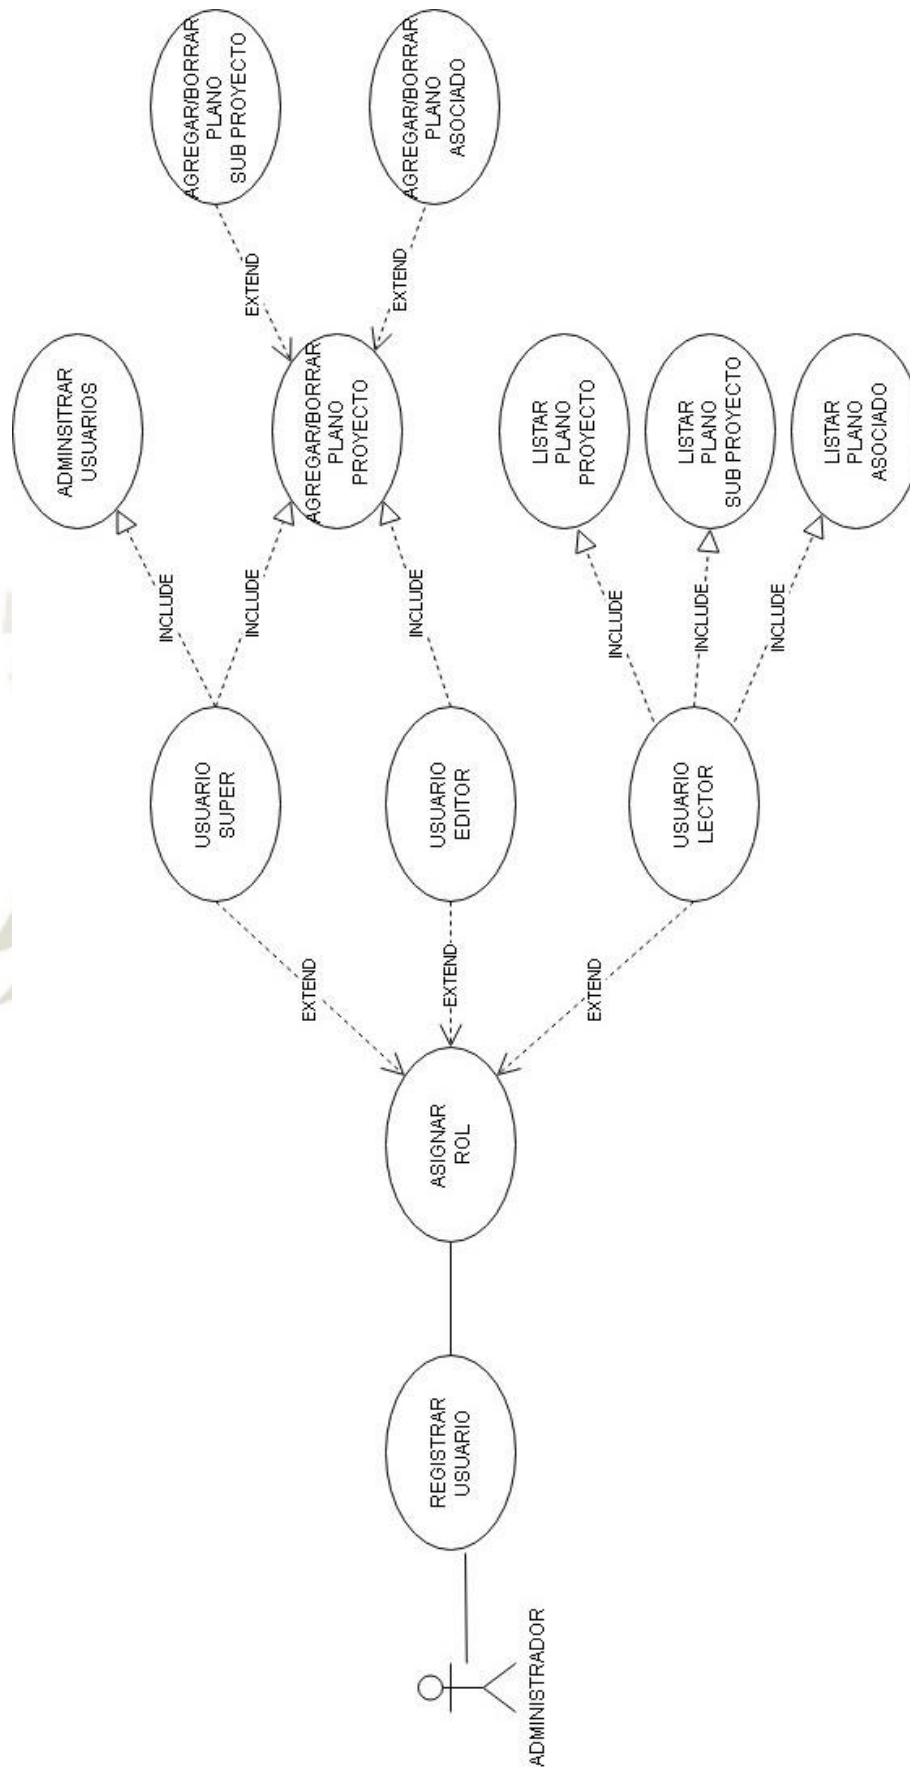 ADMINISTRADOR
REGISTRAR
USUARIO
ASIGNAR
ROL
EXTEND
EXTEND
EXTEND
USUARIO
SUPER
USUARIO
EDITOR
USUARIO
LECTOR
INCLUDE
INCLUDE
INCLUDE
INCLUDE
INCLUDE
INCLUDE
ADMINSITRAR
USUARIOS
AGREGAR/BORRAR
PLANO
PROYECTO
LISTAR
PLANO
PROYECTO
LISTAR
PLANO
SUB PROYECTO
LISTAR
PLANO
ASOCIADO
EXTEND
EXTEND
AGREGAR/BORRAR
PLANO
SUB PROYECTO
AGREGAR/BORRAR
PLANO
ASOCIADO